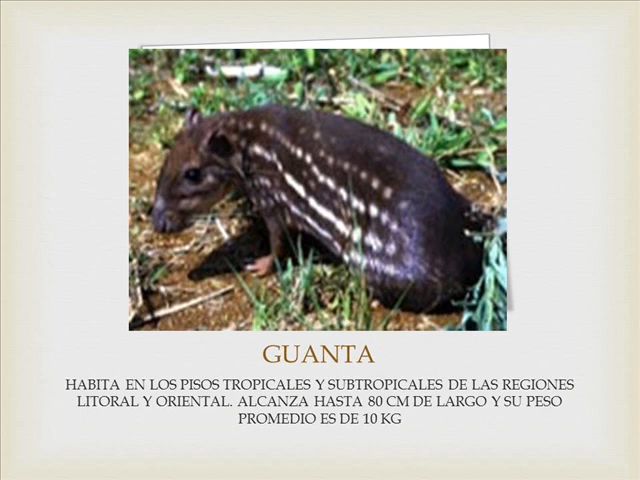 GUANTA
HABITA EN LOS PISOS TROPICALES Y SUBTROPICALES DE LAS REGIONES
LITORAL Y ORIENTAL. ALCANZA HASTA 80 CM DE LARGO Y SU PESO
PROMEDIO ES DE 10 KG